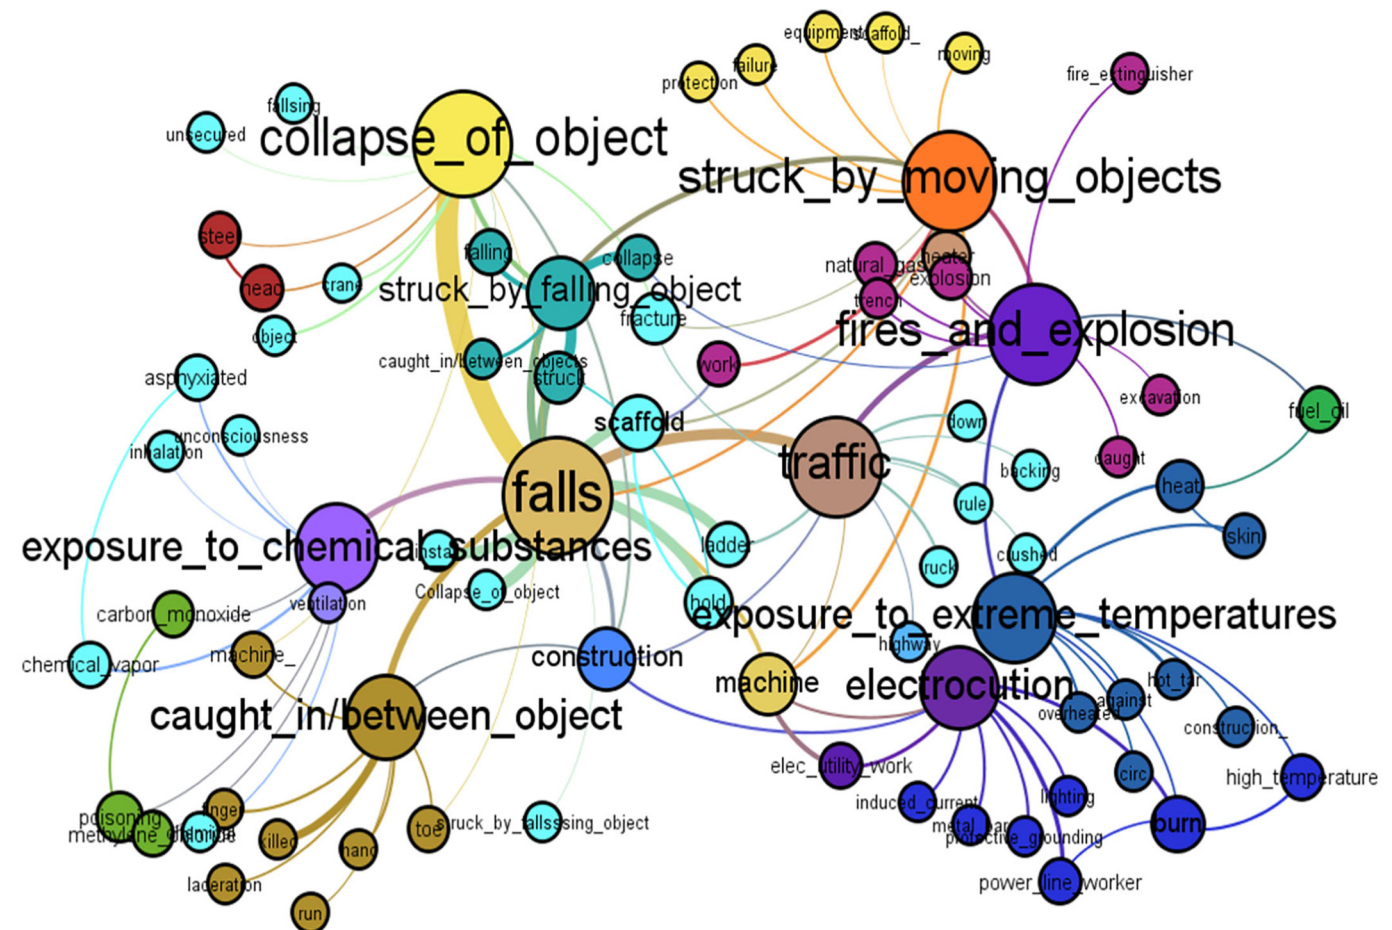 equipment
scaffold_
moving
failure
protection
fire_extinguisher
fallsing
unsecured
collapse_of_object
struck_by_moving_objects
steel
falling
collapse
heater
natural_gas
explosion
head
crane
struck_by_falling_object
trench
fracture
object
fires_and_explosion
caught_in/between_objects
work
asphyxiated
struck
excavation
fuel_oil
scaffold
down
unconsciousness
inhalation
traffic
caught
backing
heat
falls
rule
skin
exposure_to_chemical_substances
ladder
crushed
ruck
Collapse_of_object
hold
ventilation
carbon_monoxide
exposure_to_extreme_temperatures
highway
machine_
construction
chemical_vapor
machine
electrocution
hot_tar
against
overheated
caught_in/between_object
construction_
elec_utility_work
circ
high_temperature
induced_current
lighting
finger
poisoning
methylene_chloride
toe
struck_by_fallsssing_object
metal_bar
burn
protective_grounding
killed
hand
laceration
power_line_worker
run